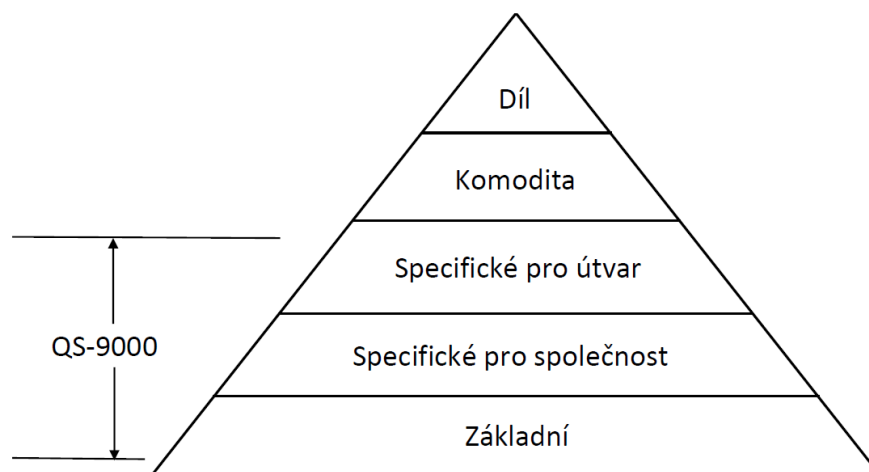 Díl
Komodita
Specifické pro útvar
QS-9000
Specifické pro společnost
Základní